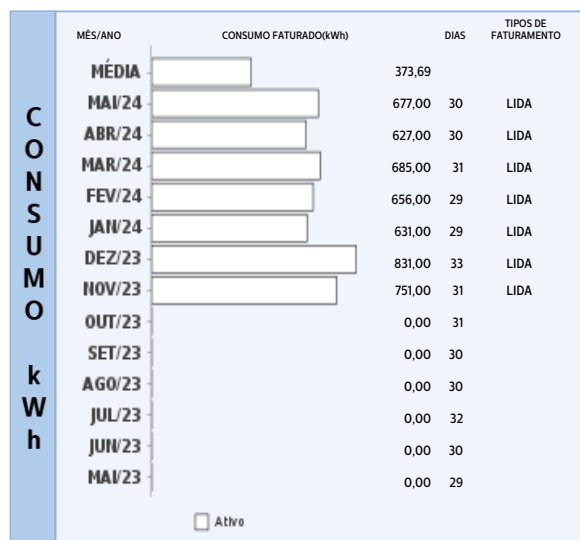 CONSUMO kWh
MÊS/ANO CONSUMO FATURADO(kWh) DIAS TIPOS DE FATURAMENTO
MÉDIA 373,69
MAI/24 677,00 30 LIDA
ABR/24 627,00 30 LIDA
MAR/24 685,00 31 LIDA
FEV/24 656,00 29 LIDA
JAN/24 631,00 29 LIDA
DEZ/23 831,00 33 LIDA
NOV/23 751,00 31 LIDA
OUT/23 0,00 31
SET/23 0,00 30
AGO/23 0,00 30
JUL/23 0,00 32
JUN/23 0,00 30
MAI/23 0,00 29
Ativo